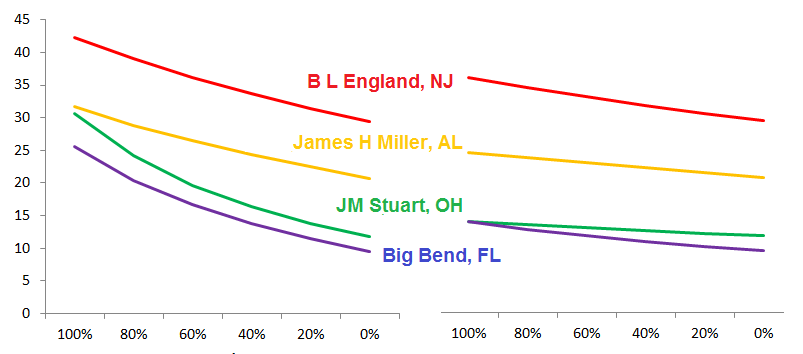 45
40
35
30
25
20
15
10
5
0
B L England, NJ
James H Miller, AL
JM Stuart, OH
Big Bend, FL
100% 80% 60% 40% 20% 0%
100% 80% 60% 40% 20% 0%